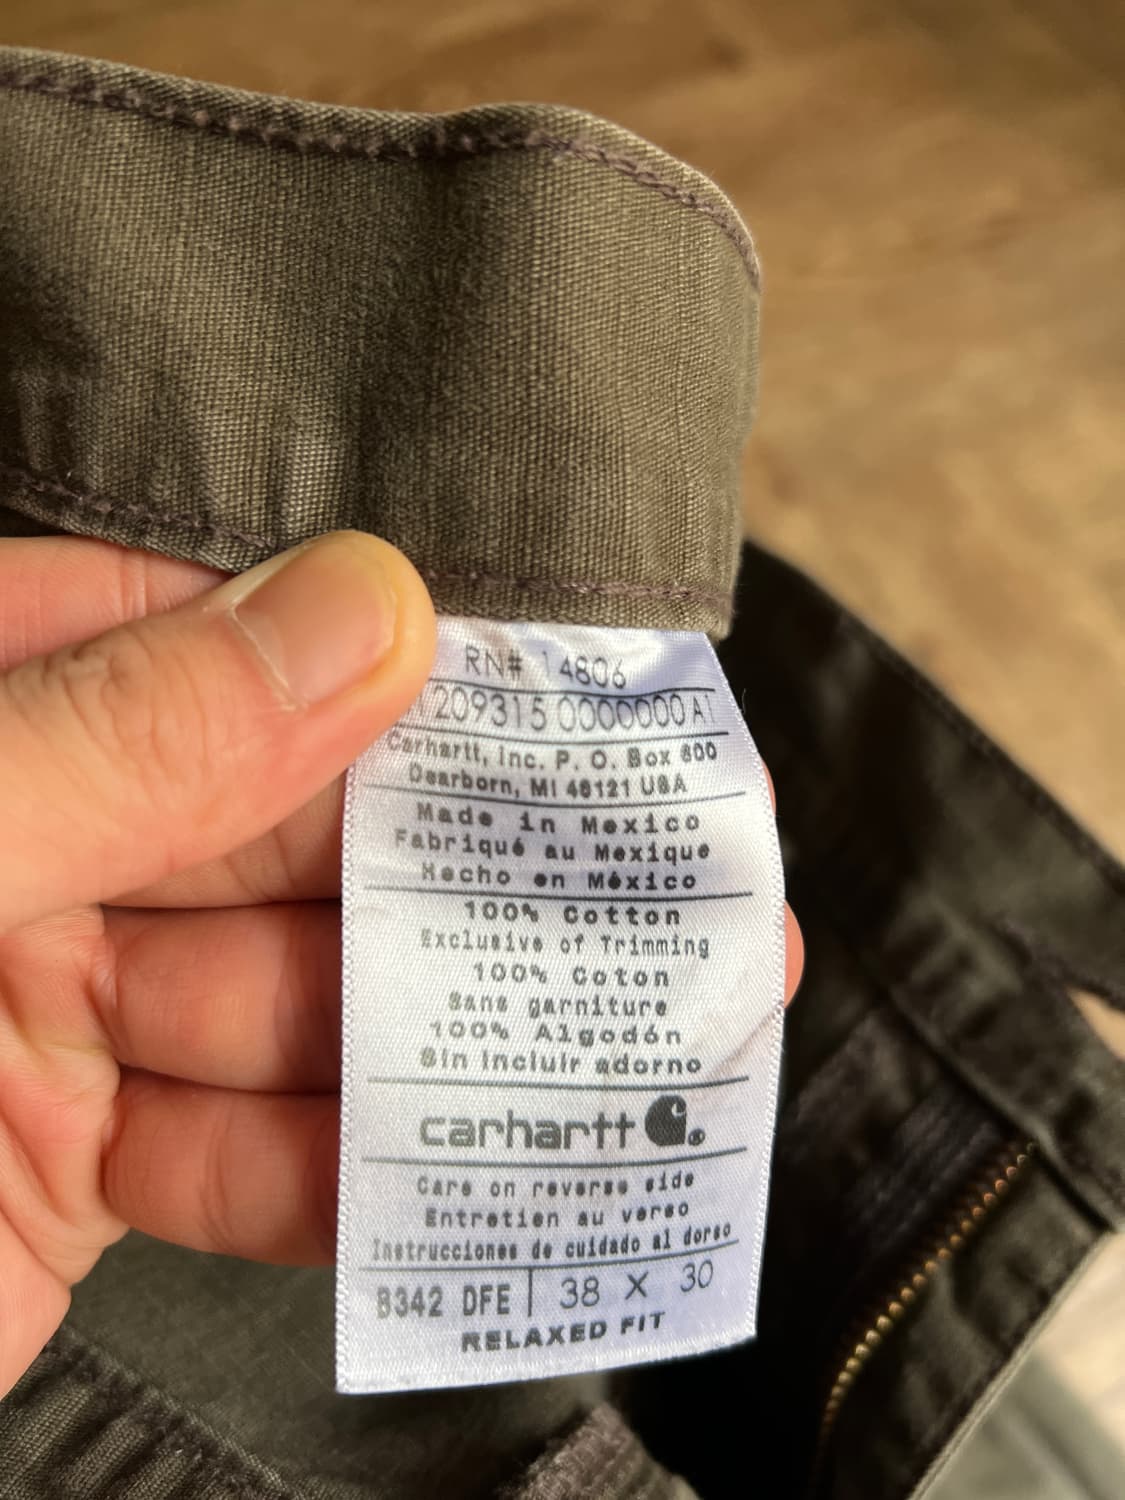 RN# 14806
209315 0000000 A1
Carhartt, Inc. P. O. Box 600
Dearborn, MI 48121 USA
Made in Mexico
Fabriqué au Mexique
Hecho en México
100% Cotton
Exclusive of Trimming
100% Coton
Sans garniture
100% Algodón
Sin incluir adorno
carhartt ®
Care on reverse side
Entretien au verso
Instrucciones de cuidado al dorso
B342 DFE | 38 X 30
RELAXED FIT